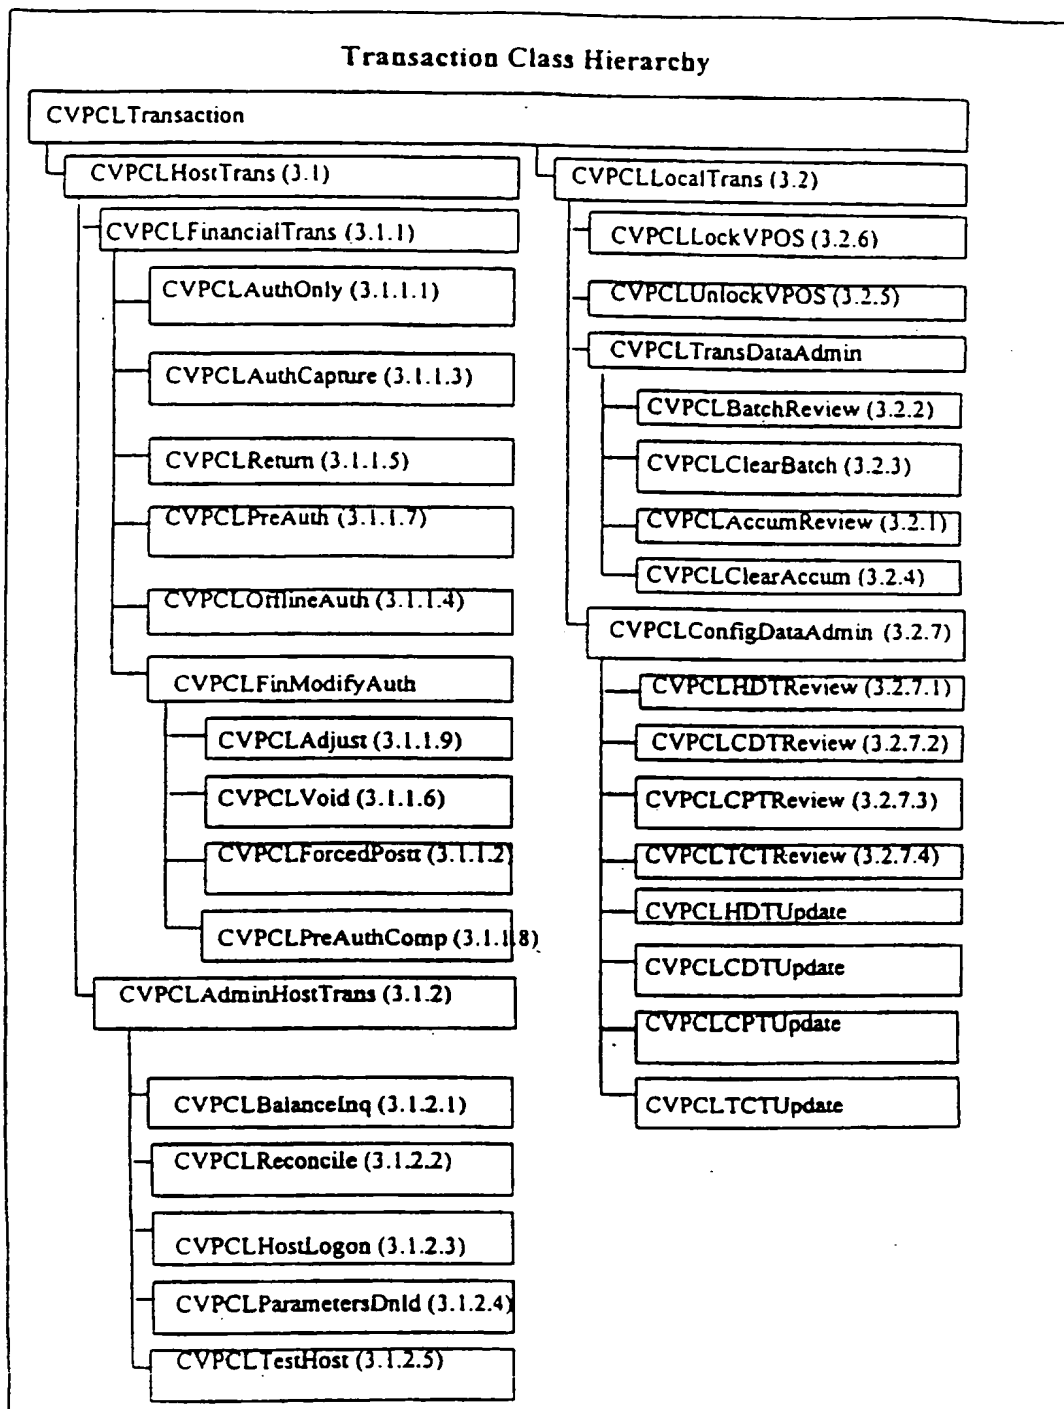 Transaction Class Hierarchy
CVPCLTransaction
CVPCLHostTrans (3.1)
CVPCLFinancialTrans (3.1.1)
CVPCLAuthOnly (3.1.1.1)
CVPCLAuthCapture (3.1.1.3)
CVPCLReturn (3.1.1.5)
CVPCLPreAuth (3.1.1.7)
CVPCLOfflineAuth (3.1.1.4)
CVPCLFinModifyAuth
CVPCLAdjust (3.1.1.9)
CVPCLVoid (3.1.1.6)
CVPCLForcedPostt (3.1.1.2)
CVPCLPreAuthComp (3.1.1.8)
CVPCLAdminHostTrans (3.1.2)
CVPCLBalanceInq (3.1.2.1)
CVPCLReconcile (3.1.2.2)
CVPCLHostLogon (3.1.2.3)
CVPCLParametersDnld (3.1.2.4)
CVPCLTestHost (3.1.2.5)
CVPCLLocalTrans (3.2)
CVPCLLockVPOS (3.2.6)
CVPCLUnlockVPOS (3.2.5)
CVPCLTransDataAdmin
CVPCLBatchReview (3.2.2)
CVPCLClearBatch (3.2.3)
CVPCLAccumReview (3.2.1)
CVPCLClearAccum (3.2.4)
CVPCLConfigDataAdmin (3.2.7)
CVPCLHDTReview (3.2.7.1)
CVPCLCDTReview (3.2.7.2)
CVPCLCPTReview (3.2.7.3)
CVPCLTCTReview (3.2.7.4)
CVPCLHDTUpdate
CVPCLCDTUpdate
CVPCLCPTUpdate
CVPCLTCTUpdate